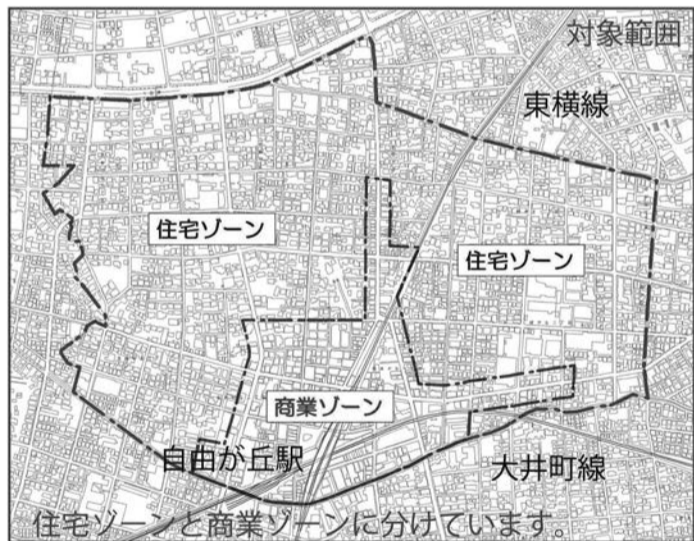 対象範囲
東横線
住宅ゾーン
住宅ゾーン
商業ゾーン
自由が丘駅
大井町線
住宅ゾーンと商業ゾーンに分けています。